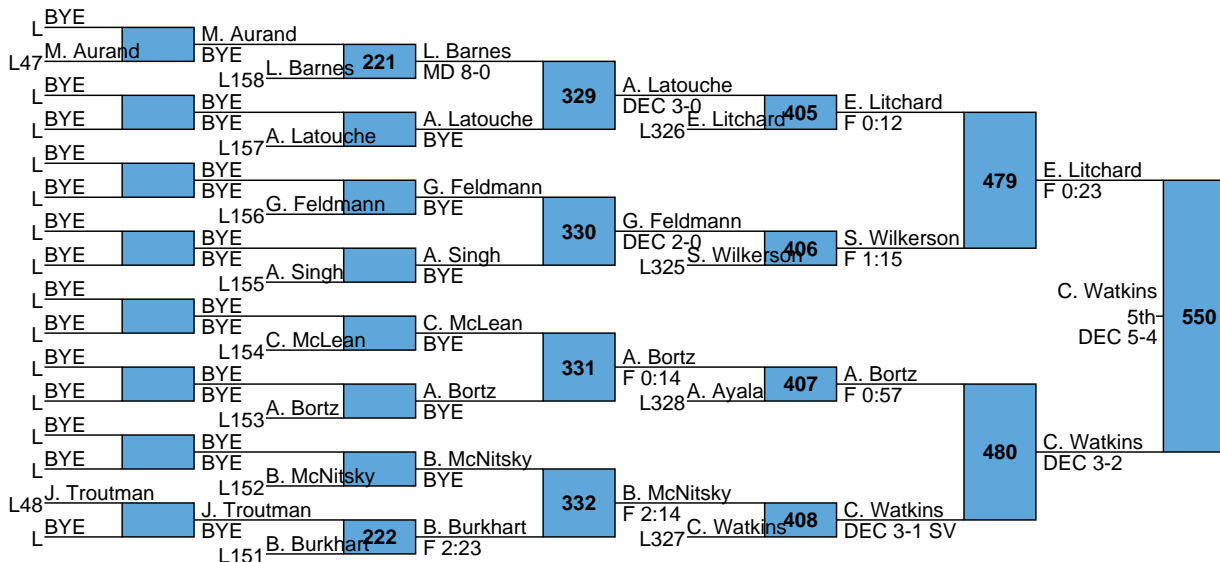 BYE
L
M. Aurand
L47
BYE
L
BYE
L
BYE
L
BYE
L
BYE
L
BYE
L
BYE
L
BYE
L
BYE
L
BYE
L
BYE
L
BYE
L
J. Troutman
L48
BYE
L
M. Aurand
BYE
L. Barnes
L158
BYE
BYE
A. Latouche
L157
BYE
BYE
G. Feldmann
L156
BYE
BYE
A. Singh
L155
BYE
BYE
C. McLean
L154
BYE
BYE
A. Bortz
L153
BYE
BYE
B. McNitsky
L152
J. Troutman
BYE
B. Burkhart
L151
221
222
L. Barnes
MD 8-0
A. Latouche
BYE
G. Feldmann
BYE
A. Singh
BYE
C. McLean
BYE
A. Bortz
BYE
B. McNitsky
BYE
B. Burkhart
F 2:23
329
330
331
332
A. Latouche
DEC 3-0
E. Litchard
L326
G. Feldmann
DEC 2-0
S. Wilkerson
L325
A. Bortz
F 0:14
A. Ayala
L328
B. McNitsky
F 2:14
C. Watkins
L327
405
406
407
408
E. Litchard
F 0:12
S. Wilkerson
F 1:15
A. Bortz
F 0:57
C. Watkins
DEC 3-1 SV
479
480
E. Litchard
F 0:23
C. Watkins
DEC 3-2
C. Watkins
5th
DEC 5-4
550